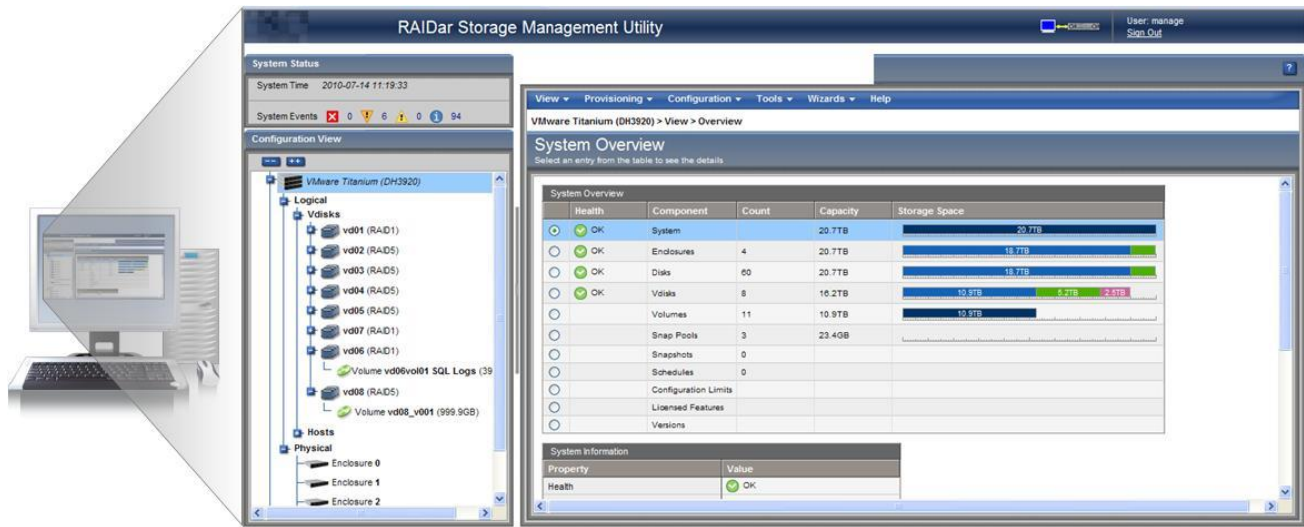 RAIDar Storage Management Utility
User: manage
Sign Out
System Status
System Time 2010-07-14 11:19:33
System Events 0 6 0 94
Configuration View
VMware Titanium (DH3920)
Logical
Vdisks
vd01 (RAID1)
vd02 (RAID5)
vd03 (RAID5)
vd04 (RAID5)
vd05 (RAID5)
vd07 (RAID1)
vd06 (RAID1)
Volume vd06vol01 SQL Logs (39
vd08 (RAID5)
Volume vd08_v001 (999.9GB)
Hosts
Physical
Enclosure 0
Enclosure 1
Enclosure 2
?
View Provisioning Configuration Tools Wizards Help
VMware Titanium (DH3920) > View > Overview
System Overview
Select an entry from the table to see the details
System Overview
Health Component Count Capacity Storage Space
OK System 20.7TB 20.7TB
OK Enclosures 4 20.7TB 18.7TB
OK Disks 60 20.7TB 18.7TB
OK Vdisks 8 16.2TB 10.9TB 5.2TB 2.5TB
Volumes 11 10.9TB 10.9TB
Snap Pools 3 23.4GB
Snapshots 0
Schedules 0
Configuration Limits
Licensed Features
Versions
System Information
Property Value
Health OK